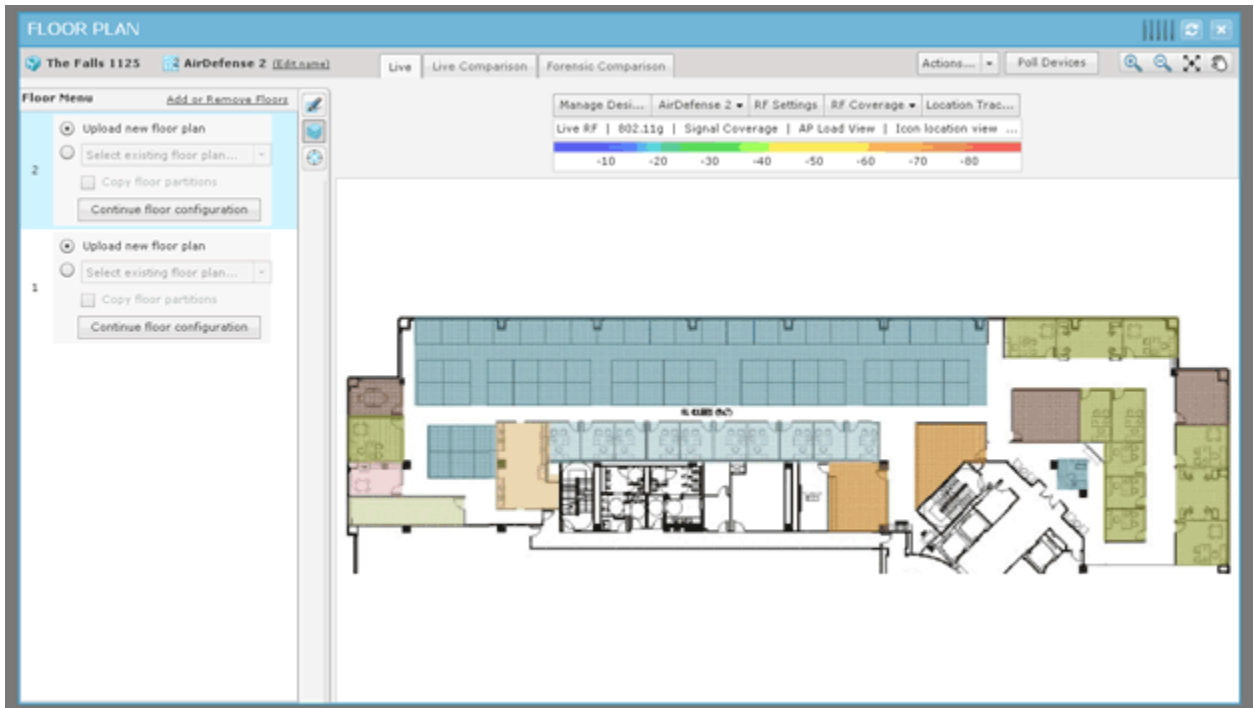 FLOOR PLAN
The Falls 1125 2 AirDefense 2 (Edit name)
Live Live Comparison Forensic Comparison
Actions... Poll Devices
Floor Menu Add or Remove Floors
Manage Desi... AirDefense 2 RF Settings RF Coverage Location Trac...
Live RF | 802.11g | Signal Coverage | AP Load View | Icon location view ...
-10 -20 -30 -40 -50 -60 -70 -80
2
Upload new floor plan
Select existing floor plan...
Copy floor partitions
Continue floor configuration
1
Upload new floor plan
Select existing floor plan...
Copy floor partitions
Continue floor configuration